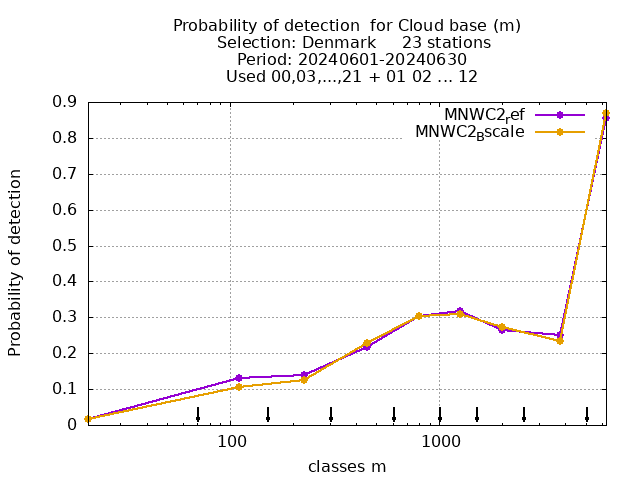 Probability of detection  for Cloud base (m)
Selection: Denmark     23 stations
Period: 20240601-20240630
Used 00,03,...,21 + 01 02 ... 12
MNWC2ref
MNWC2Bscale
0.9
0.8
0.7
0.6
0.5
0.4
0.3
0.2
0.1
0
Probability of detection
100
1000
classes m